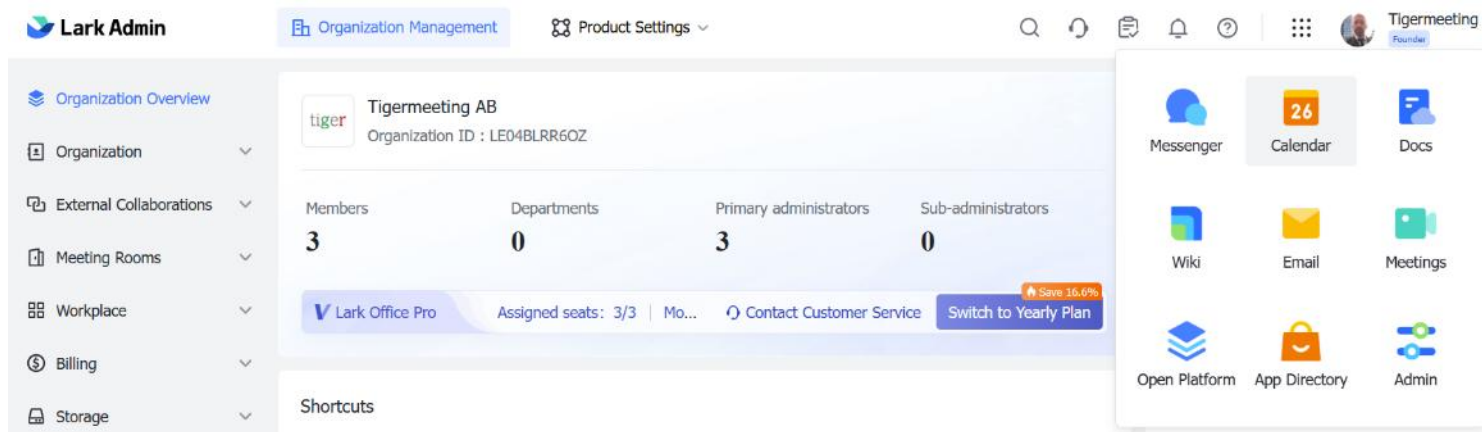 Lark Admin
Organization Management
Product Settings
Tigermeeting
Founder
Organization Overview
Organization
External Collaborations
Meeting Rooms
Workplace
Billing
Storage
tiger
Tigermeeting AB
Organization ID : LE04BLRR6OZ
Members
Departments
Primary administrators
Sub-administrators
3
0
3
0
Save 16.6%
Lark Office Pro
Assigned seats: 3/3
Mo...
Contact Customer Service
Switch to Yearly Plan
Shortcuts
26
Messenger
Calendar
Docs
Wiki
Email
Meetings
Open Platform
App Directory
Admin